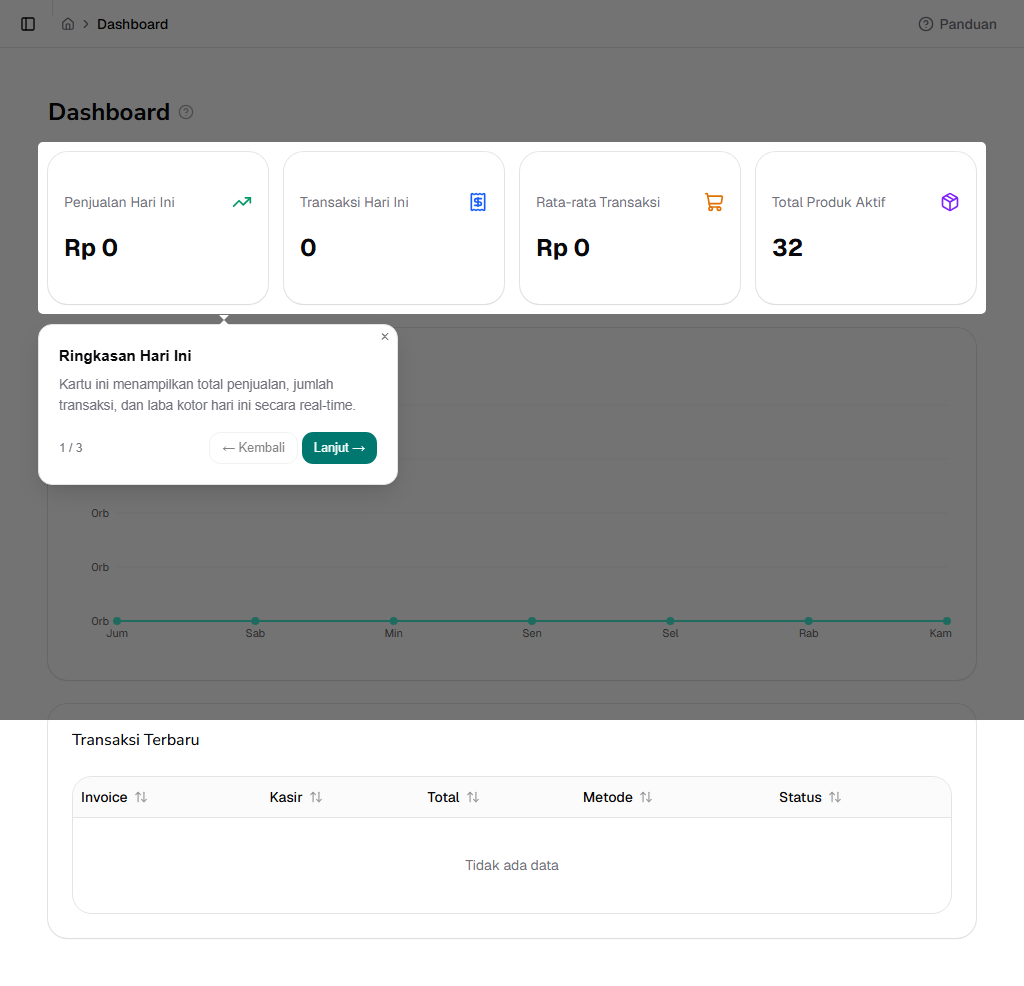 Dashboard
Panduan
Dashboard
Penjualan Hari Ini
Rp 0
Transaksi Hari Ini
0
Rata-rata Transaksi
Rp 0
Total Produk Aktif
32
Ringkasan Hari Ini
Kartu ini menampilkan total penjualan, jumlah
transaksi, dan laba kotor hari ini secara real-time.
1 / 3
← Kembali
Lanjut →
0rb
0rb
0rb
Jum Sab Min Sen Sel Rab Kam
Transaksi Terbaru
Invoice Kasir Total Metode Status
Tidak ada data